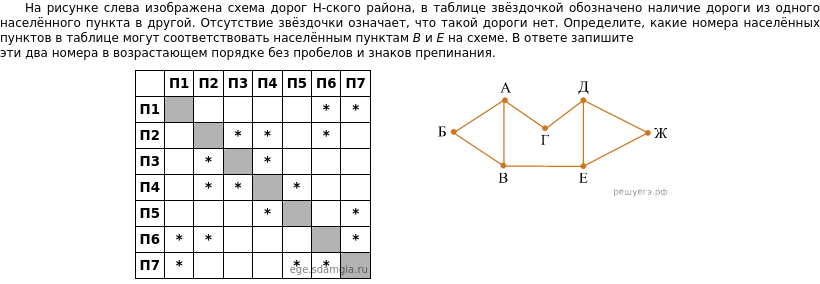 На рисунке слева изображена схема дорог Н-ского района, в таблице звёздочкой обозначено наличие дороги из одного
населённого пункта в другой. Отсутствие звёздочки означает, что такой дороги нет. Определите, какие номера населённых
пунктов в таблице могут соответствовать населённым пунктам В и Е на схеме. В ответе запишите
эти два номера в возрастающем порядке без пробелов и знаков препинания.
П1 П2 П3 П4 П5 П6 П7
П1 * *
П2 * * *
П3 * *
П4 * * *
П5 * *
П6 * * *
П7 * * *
ege.sdamgia.ru
А Д
Б Г Ж
В Е
решуегэ.рф